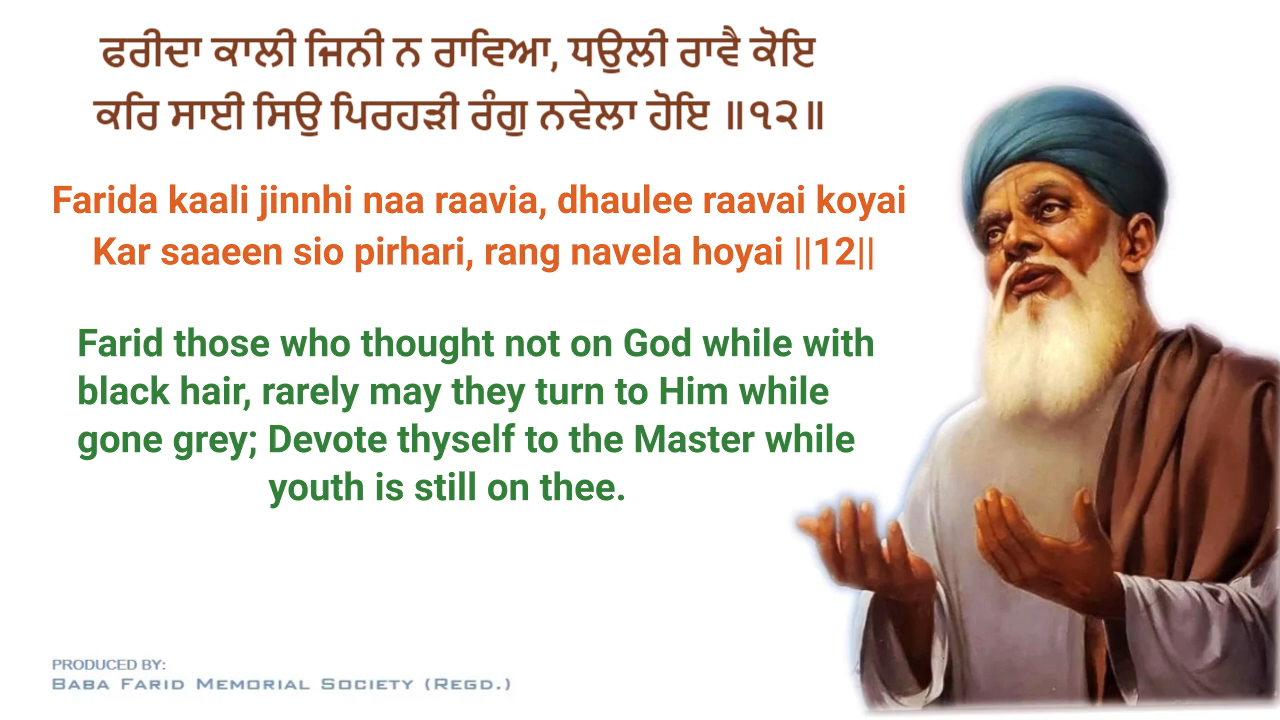 ਫਰੀਦਾ ਕਾਲੀ ਜਿਨੀ ਨ ਰਾਵਿਆ, ਧਉਲੀ ਰਾਵੈ ਕੋਇ
ਕਰਿ ਸਾਈ ਸਿਉ ਪਿਰਹੜੀ ਰੰਗੁ ਨਵੇਲਾ ਹੋਇ ॥੧੨॥
Farida kaali jinnhi naa raavia, dhaulee raavai koyai
Kar saaeen sio pirhari, rang navela hoyai ||12||
Farid those who thought not on God while with
black hair, rarely may they turn to Him while
gone grey; Devote thyself to the Master while
youth is still on thee.
PRODUCED BY:
BABA FARID MEMORIAL SOCIETY (REGD.)